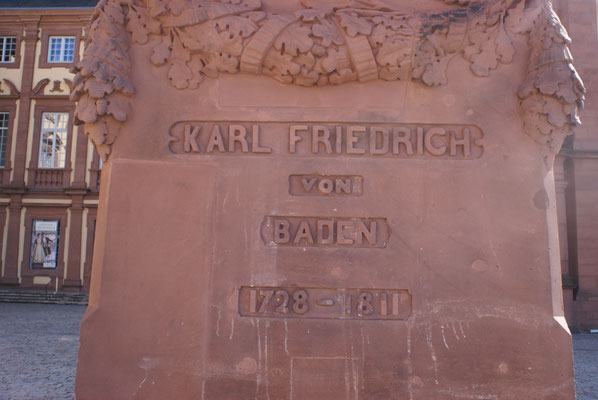 KARL FRIEDRICH
VON
BADEN
1728-1811